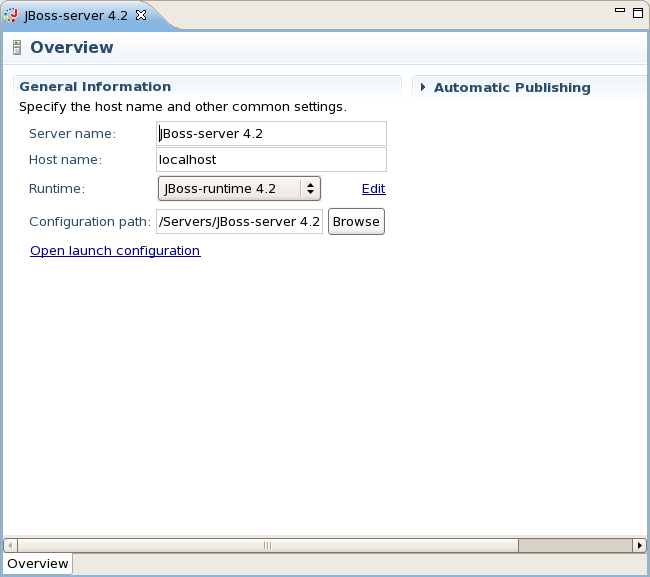 JBoss-server 4.2
Overview
General Information
Specify the host name and other common settings.
Server name: JBoss-server 4.2
Host name: localhost
Runtime: JBoss-runtime 4.2 Edit
Configuration path: /Servers/JBoss-server 4.2 Browse
Open launch configuration
Automatic Publishing
Overview